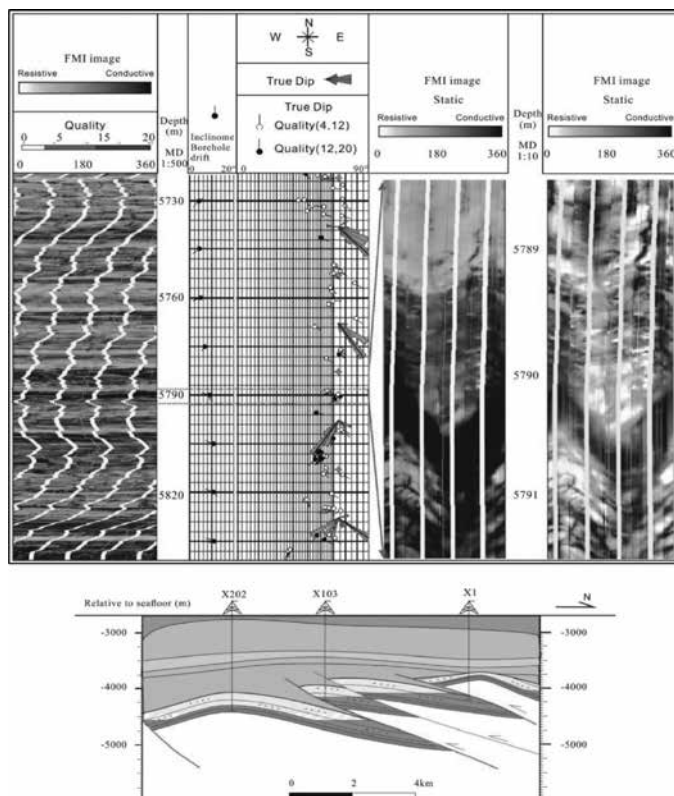 FMI image
Resistive Conductive
Quality
0 5 15 20
0 180 360
Depth
(m)
MD
1:500
Inclinome
Borehole
drift
0 20°
N
W E
S
True Dip
True Dip
Quality(4,12)
Quality(12,20)
0 90°
FMI image
Static
Resistive Conductive
0 180 360
Depth
(m)
MD
1:10
FMI image
Static
Resistive Conductive
0 180 360
5730
5760
5790
5820
5789
5790
5791
Relative to seafloor (m)
X202 X103 X1
N
-3000 -3000
-4000 -4000
-5000 -5000
0 2 4km